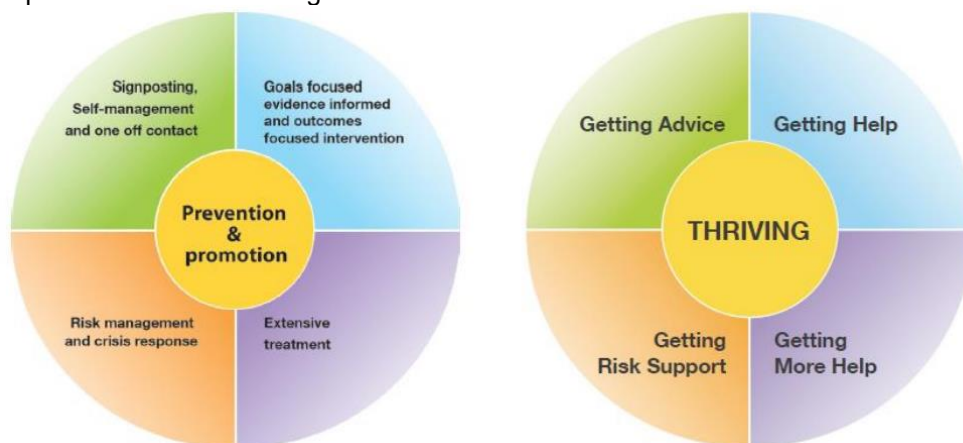 Signposting,
Self-management
and one off contact
Goals focused
evidence informed
and outcomes
focused intervention
Prevention
&
promotion
Risk management
and crisis response
Extensive
treatment
Getting Advice
Getting Help
THRIVING
Getting
Risk Support
Getting
More Help